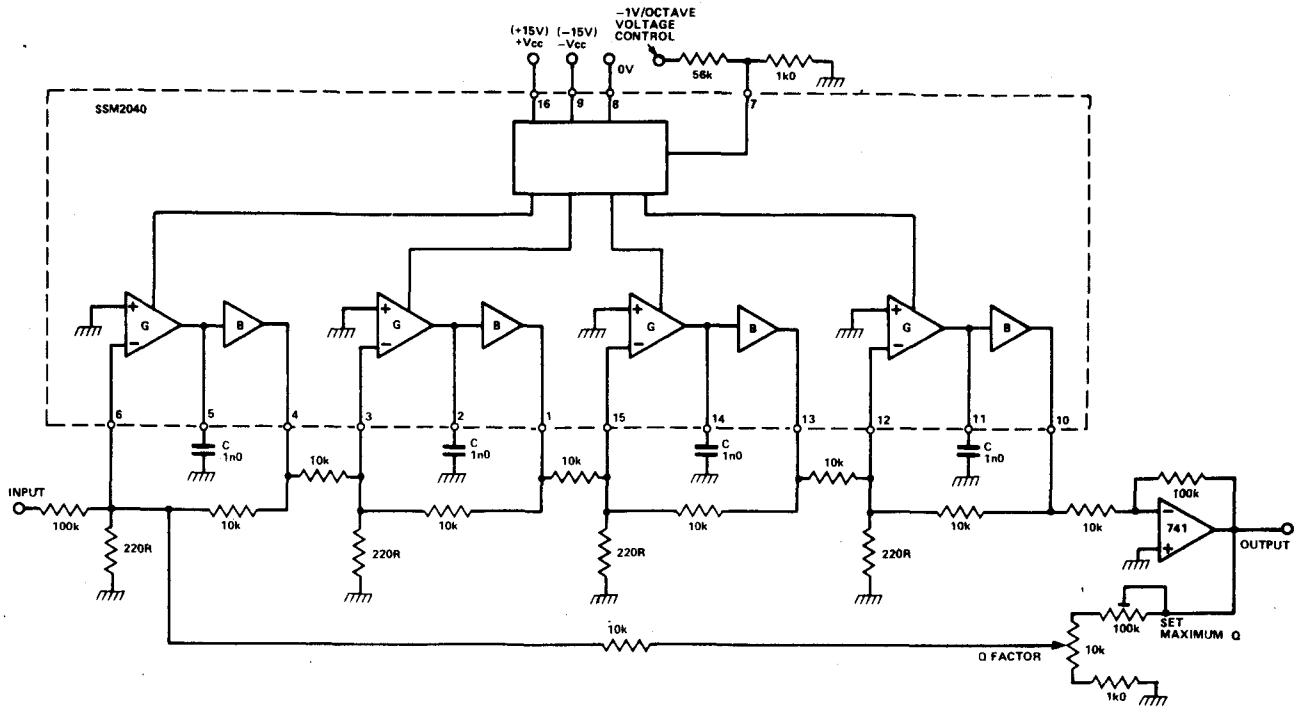 -1V/OCTAVE
VOLTAGE
CONTROL
(+15V)
+Vcc
(-15V)
-Vcc
0V
56k
1k0
16
9
8
7
SSM2040
+
G
-
B
+
G
-
B
+
G
-
B
+
G
-
B
6
5
4
3
2
1
15
14
13
12
11
10
C
1n0
C
1n0
C
1n0
C
1n0
INPUT
100k
10k
10k
10k
10k
10k
10k
10k
10k
100k
-
741
+
OUTPUT
220R
220R
220R
220R
100k
SET
MAXIMUM Q
10k
Q FACTOR
10k
1k0